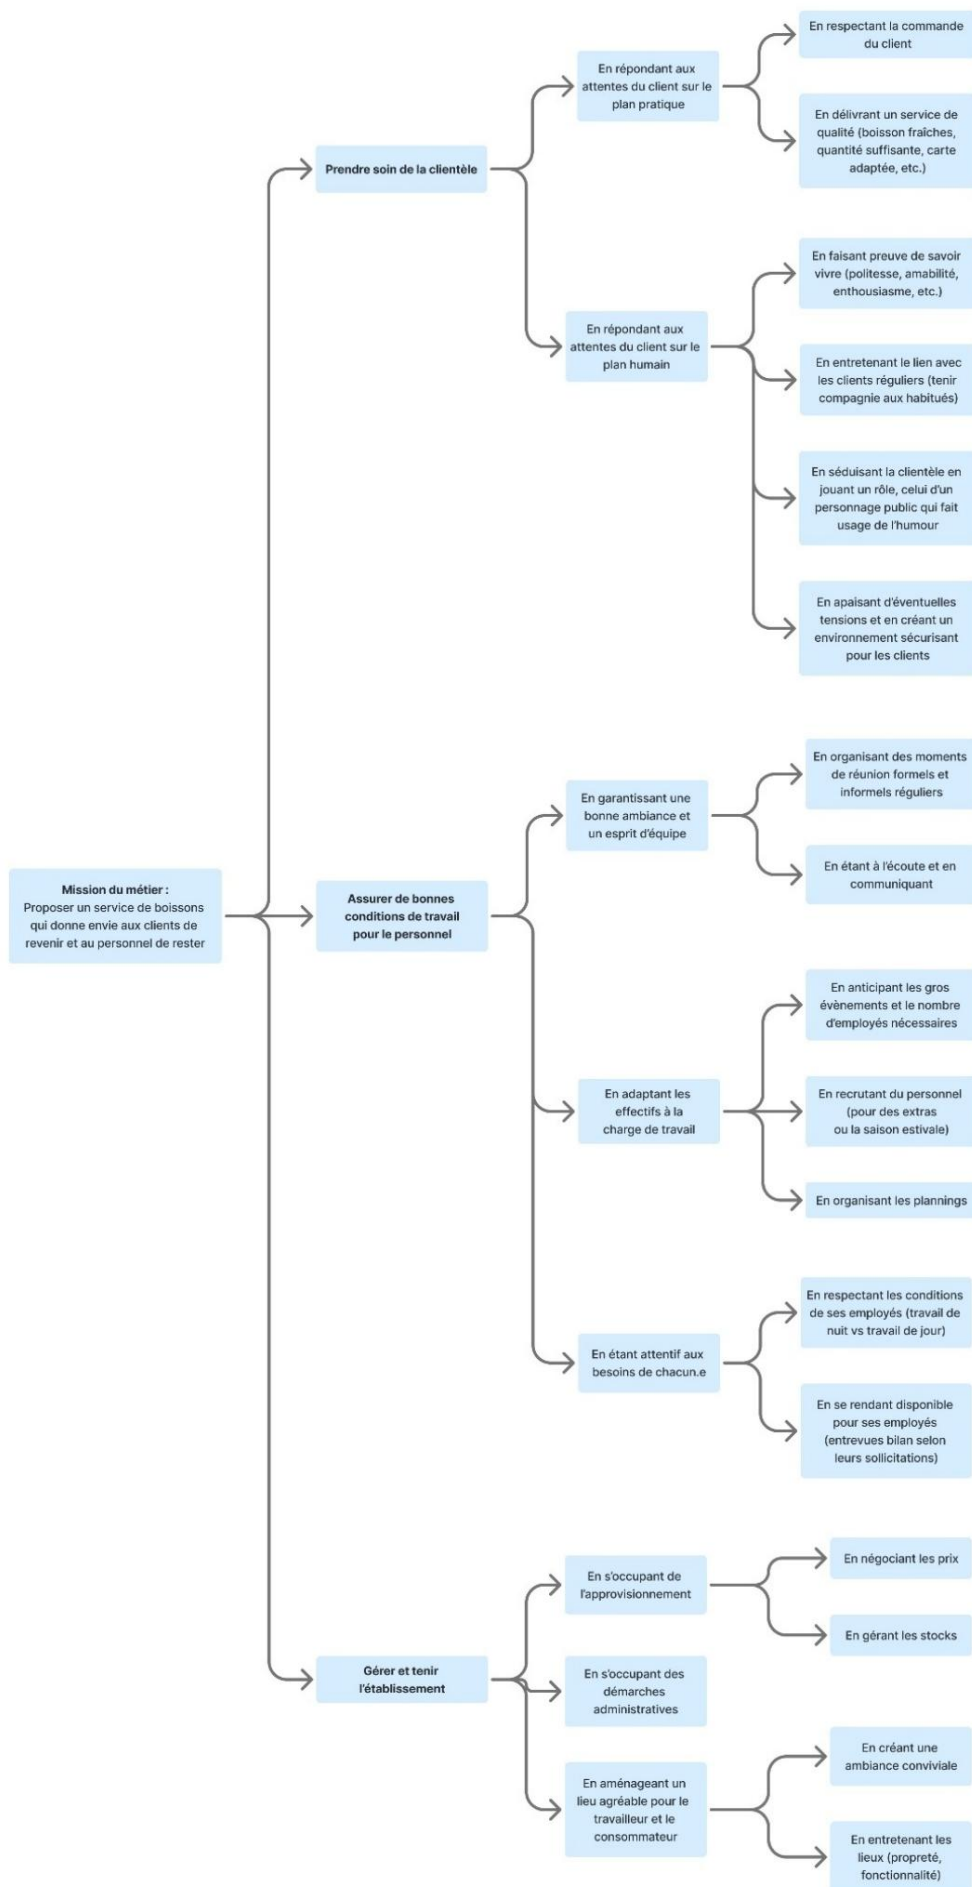 Mission du métier :
Proposer un service de boissons
qui donne envie aux clients de
revenir et au personnel de rester
Prendre soin de la clientèle
En répondant aux
attentes du client sur le
plan pratique
En respectant la commande
du client
En délivrant un service de
qualité (boisson fraîches,
quantité suffisante, carte
adaptée, etc.)
En répondant aux
attentes du client sur le
plan humain
En faisant preuve de savoir
vivre (politesse, amabilité,
enthousiasme, etc.)
En entretenant le lien avec
les clients réguliers (tenir
compagnie aux habitués)
En séduisant la clientèle en
jouant un rôle, celui d'un
personnage public qui fait
usage de l'humour
En apaisant d'éventuelles
tensions et en créant un
environnement sécurisant
pour les clients
Assurer de bonnes
conditions de travail
pour le personnel
En garantissant une
bonne ambiance et
un esprit d'équipe
En organisant des moments
de réunion formels et
informels réguliers
En étant à l'écoute et en
communiquant
En adaptant les
effectifs à la
charge de travail
En anticipant les gros
évènements et le nombre
d'employés nécessaires
En recrutant du personnel
(pour des extras
ou la saison estivale)
En organisant les plannings
En étant attentif aux
besoins de chacun.e
En respectant les conditions
de ses employés (travail de
nuit vs travail de jour)
En se rendant disponible
pour ses employés
(entrevues bilan selon
leurs sollicitations)
Gérer et tenir
l'établissement
En s'occupant de
l'approvisionnement
En négociant les prix
En gérant les stocks
En s'occupant des
démarches
administratives
En aménageant un
lieu agréable pour le
travailleur et le
consommateur
En créant une
ambiance conviviale
En entretenant les
lieux (propreté,
fonctionnalité)